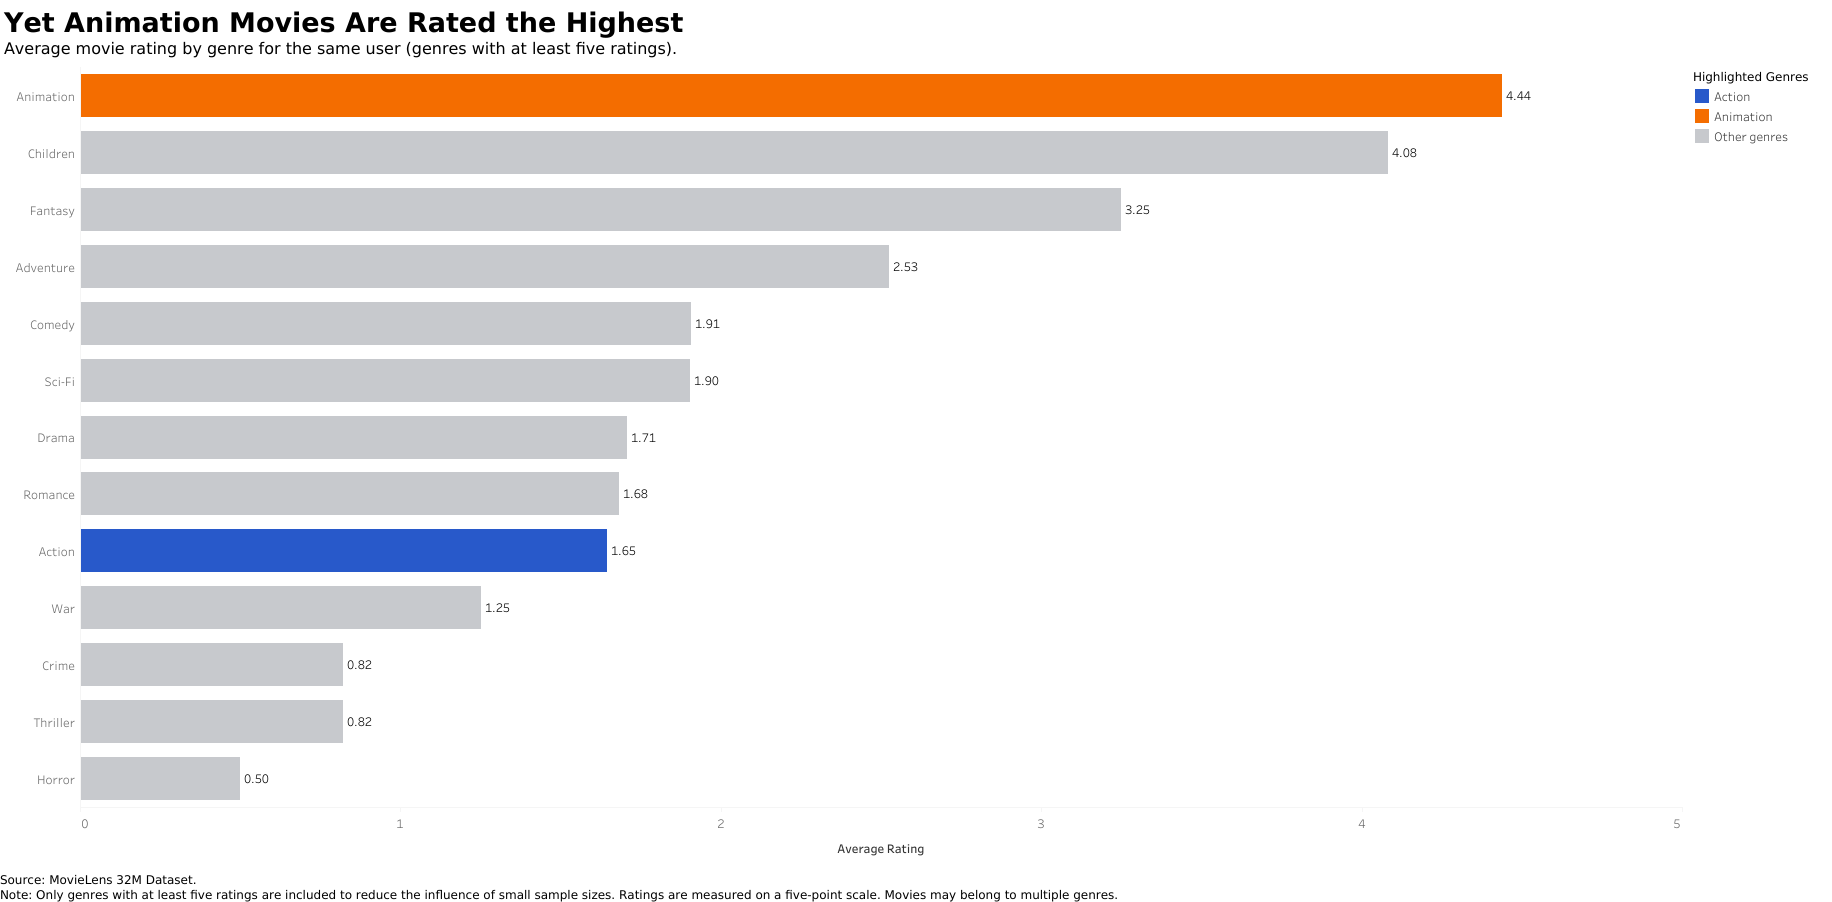 Yet Animation Movies Are Rated the Highest
Average movie rating by genre for the same user (genres with at least five ratings).
Highlighted Genres
Action
Animation
Other genres
Animation 4.44
Children 4.08
Fantasy 3.25
Adventure 2.53
Comedy 1.91
Sci-Fi 1.90
Drama 1.71
Romance 1.68
Action 1.65
War 1.25
Crime 0.82
Thriller 0.82
Horror 0.50
0 1 2 3 4 5
Average Rating
Source: MovieLens 32M Dataset.
Note: Only genres with at least five ratings are included to reduce the influence of small sample sizes. Ratings are measured on a five-point scale. Movies may belong to multiple genres.